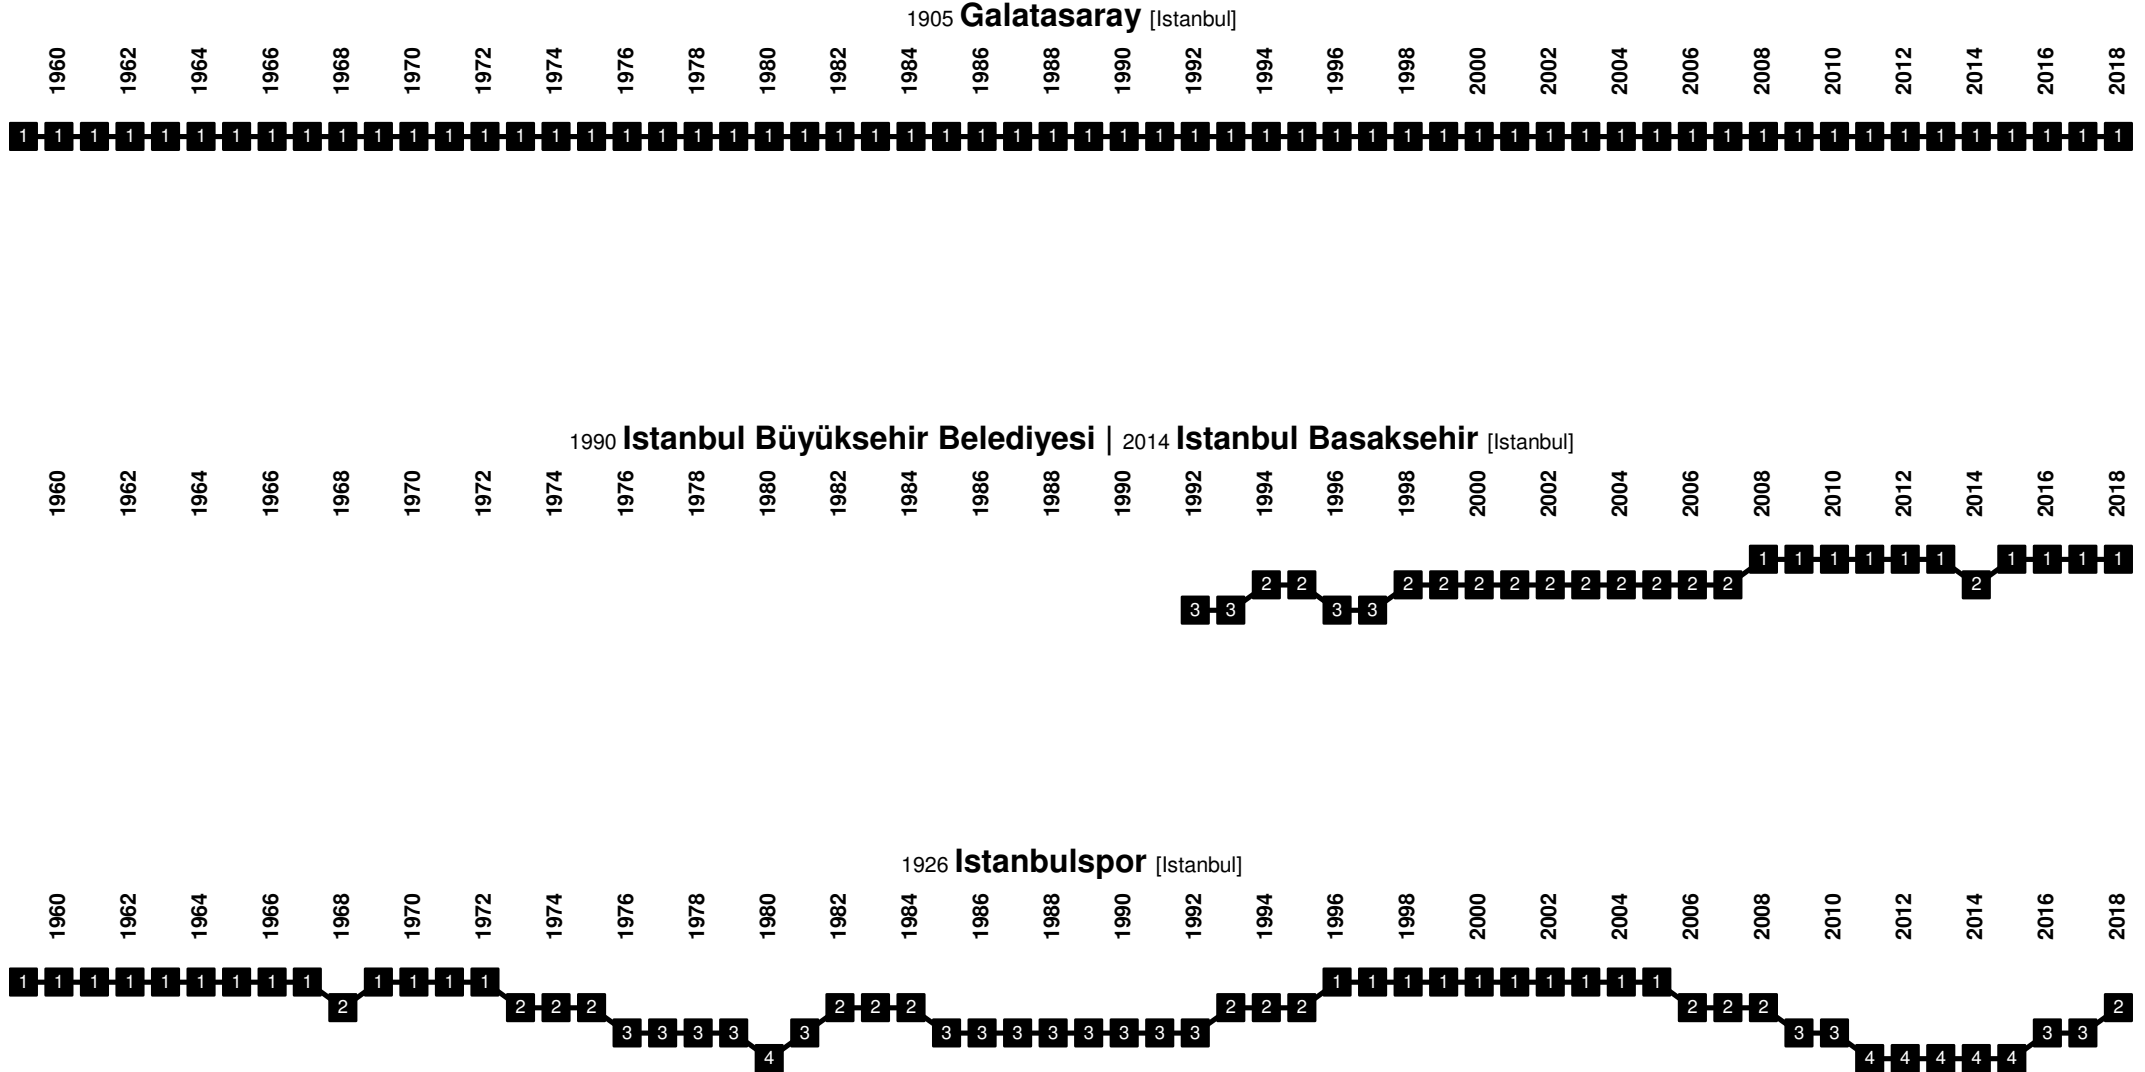 1905 Galatasaray [Istanbul]
1960 1962 1964 1966 1968 1970 1972 1974 1976 1978 1980 1982 1984 1986 1988 1990 1992 1994 1996 1998 2000 2002 2004 2006 2008 2010 2012 2014 2016 2018
1 1 1 1 1 1 1 1 1 1 1 1 1 1 1 1 1 1 1 1 1 1 1 1 1 1 1 1 1 1 1 1 1 1 1 1 1 1 1 1 1 1 1 1 1 1 1 1 1 1 1 1 1 1 1 1 1 1 1 1
1990 Istanbul Büyüksehir Belediyesi | 2014 Istanbul Basaksehir [Istanbul]
1960 1962 1964 1966 1968 1970 1972 1974 1976 1978 1980 1982 1984 1986 1988 1990 1992 1994 1996 1998 2000 2002 2004 2006 2008 2010 2012 2014 2016 2018
1 1 1 1 1 1 1 1 1 1
2 2 2 2 2 2 2 2 2 2 2 2 2
3 3 3 3
1926 Istanbulspor [Istanbul]
1960 1962 1964 1966 1968 1970 1972 1974 1976 1978 1980 1982 1984 1986 1988 1990 1992 1994 1996 1998 2000 2002 2004 2006 2008 2010 2012 2014 2016 2018
1 1 1 1 1 1 1 1 1 1 1 1 1 1 1 1 1 1 1 1 1 1 1
2 2 2 2 2 2 2 2 2 2 2 2 2 2
3 3 3 3 3 3 3 3 3 3 3 3 3 3 3 3 3
4 4 4 4 4 4